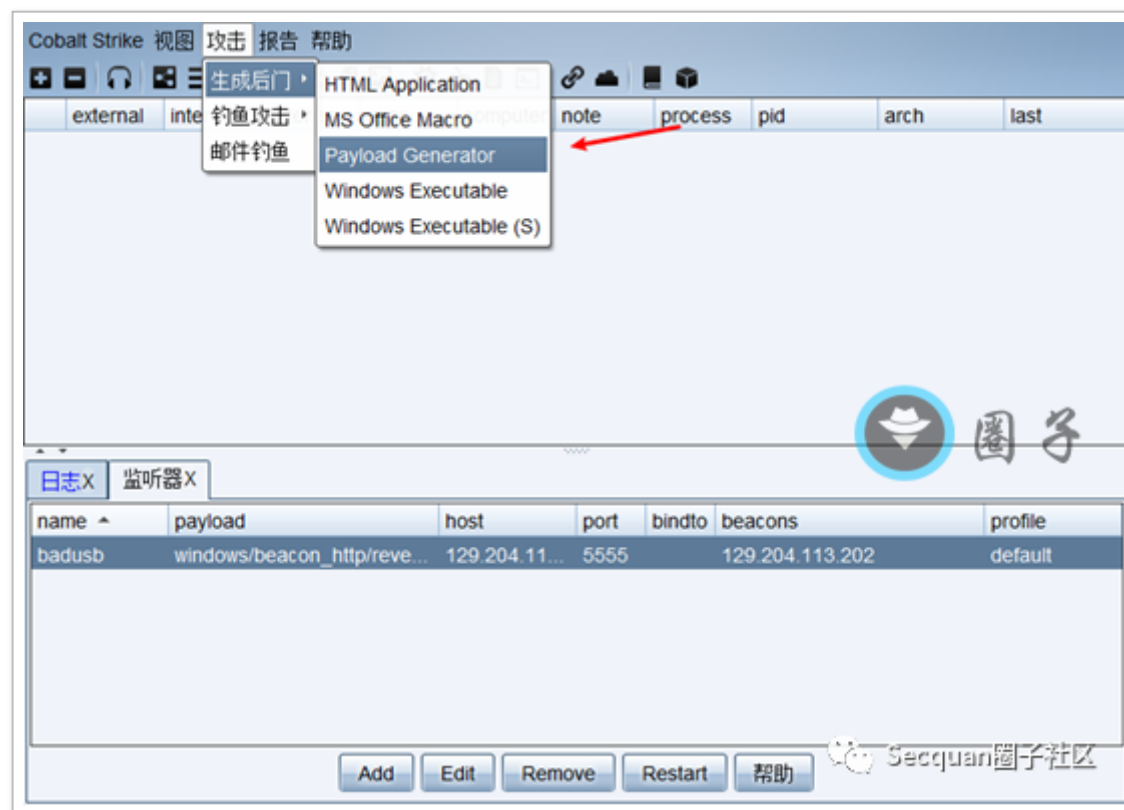 Cobalt Strike 视图 攻击 报告 帮助
生成后门
钓鱼攻击
邮件钓鱼
HTML Application
MS Office Macro
Payload Generator
Windows Executable
Windows Executable (S)
external inte computer note process pid arch last
圈子
日志X 监听器X
name payload host port bindto beacons profile
badusb windows/beacon_http/reve... 129.204.11... 5555 129.204.113.202 default
Add Edit Remove Restart 帮助
Secquan圈子社区